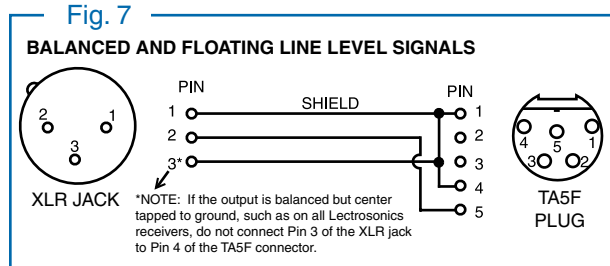 Fig. 7
BALANCED AND FLOATING LINE LEVEL SIGNALS
2
1
3
XLR JACK
PIN
1
2
3*
SHIELD
*NOTE: If the output is balanced but center
tapped to ground, such as on all Lectrosonics
receivers, do not connect Pin 3 of the XLR jack
to Pin 4 of the TA5F connector.
PIN
1
2
3
4
5
4
5
1
3
2
TA5F
PLUG